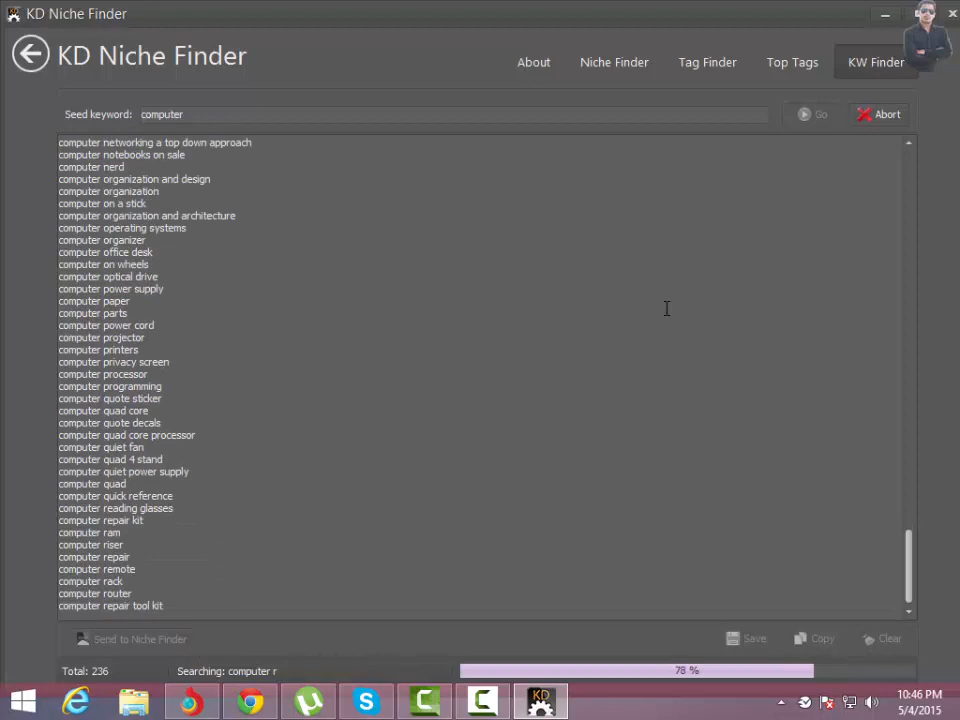 KD Niche Finder
KD Niche Finder
About
Niche Finder
Tag Finder
Top Tags
KW Finder
Seed keyword: computer
Go
Abort
computer networking a top down approach
computer notebooks on sale
computer nerd
computer organization and design
computer organization
computer on a stick
computer organization and architecture
computer operating systems
computer organizer
computer office desk
computer on wheels
computer optical drive
computer power supply
computer paper
computer parts
computer power cord
computer projector
computer printers
computer privacy screen
computer processor
computer programming
computer quote sticker
computer quad core
computer quote decals
computer quad core processor
computer quiet fan
computer quad 4 stand
computer quiet power supply
computer quad
computer quick reference
computer reading glasses
computer repair kit
computer ram
computer riser
computer repair
computer remote
computer rack
computer router
computer repair tool kit
Send to Niche Finder
Save
Copy
Clear
Total: 236
Searching: computer r
78 %
KD
10:46 PM
5/4/2015